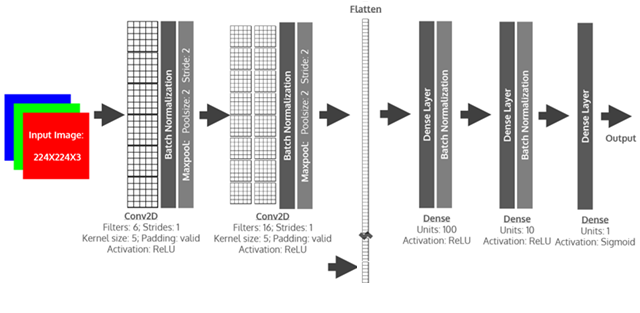 Flatten
Input Image:
224X224X3
Batch Normalization
Maxpool: Poolsize: 2 Stride: 2
Conv2D
Filters: 6; Strides: 1
Kernel size: 5; Padding: valid
Activation: ReLU
Batch Normalization
Maxpool: Poolsize: 2 Stride: 2
Conv2D
Filters: 16; Strides: 1
Kernel size: 5; Padding: valid
Activation: ReLU
Dense Layer
Batch Normalization
Dense
Units: 100
Activation: ReLU
Dense Layer
Batch Normalization
Dense
Units: 10
Activation: ReLU
Dense Layer
Dense
Units: 1
Activation: Sigmoid
Output